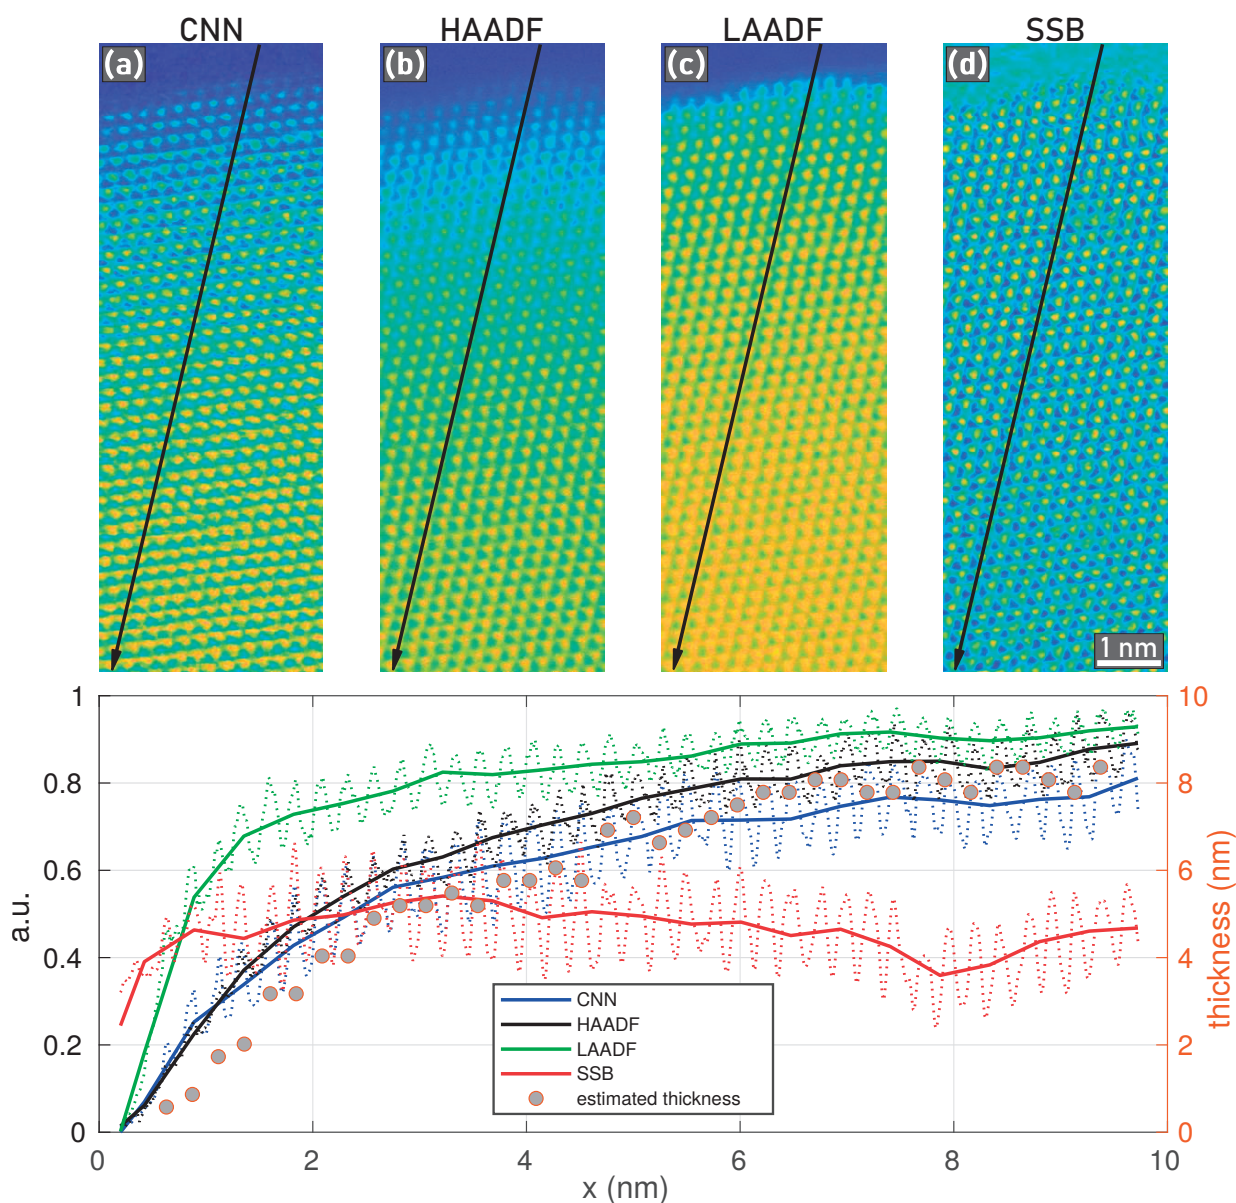 CNN HAADF LAADF SSB
(a) (b) (c) (d)
1 nm
1 10
0.8 8
0.6 6
0.4 4
0.2 2
0 0
a.u.
thickness (nm)
CNN
HAADF
LAADF
SSB
estimated thickness
0 2 4 6 8 10
x (nm)